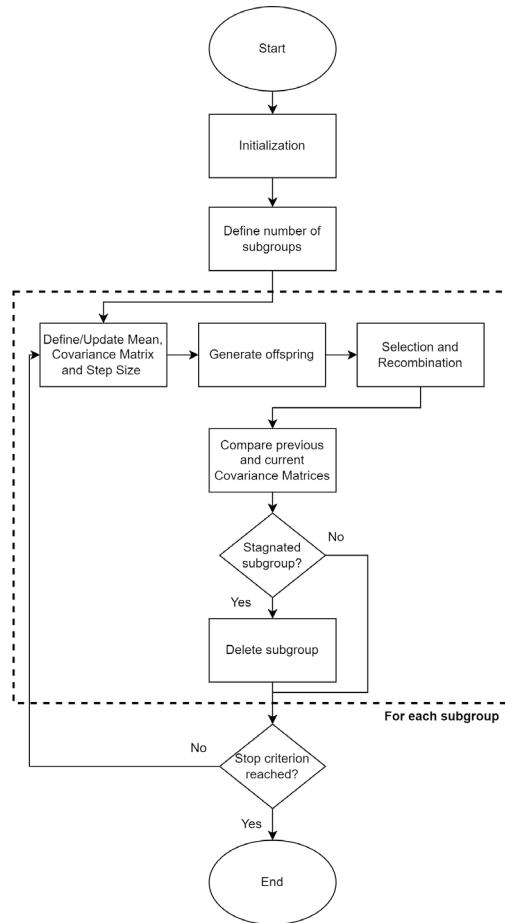 Start
Initialization
Define number of
subgroups
Define/Update Mean,
Covariance Matrix
and Step Size
Generate offspring
Selection and
Recombination
Compare previous
and current
Covariance Matrices
Stagnated
subgroup?
No
Yes
Delete subgroup
For each subgroup
No
Stop criterion
reached?
Yes
End